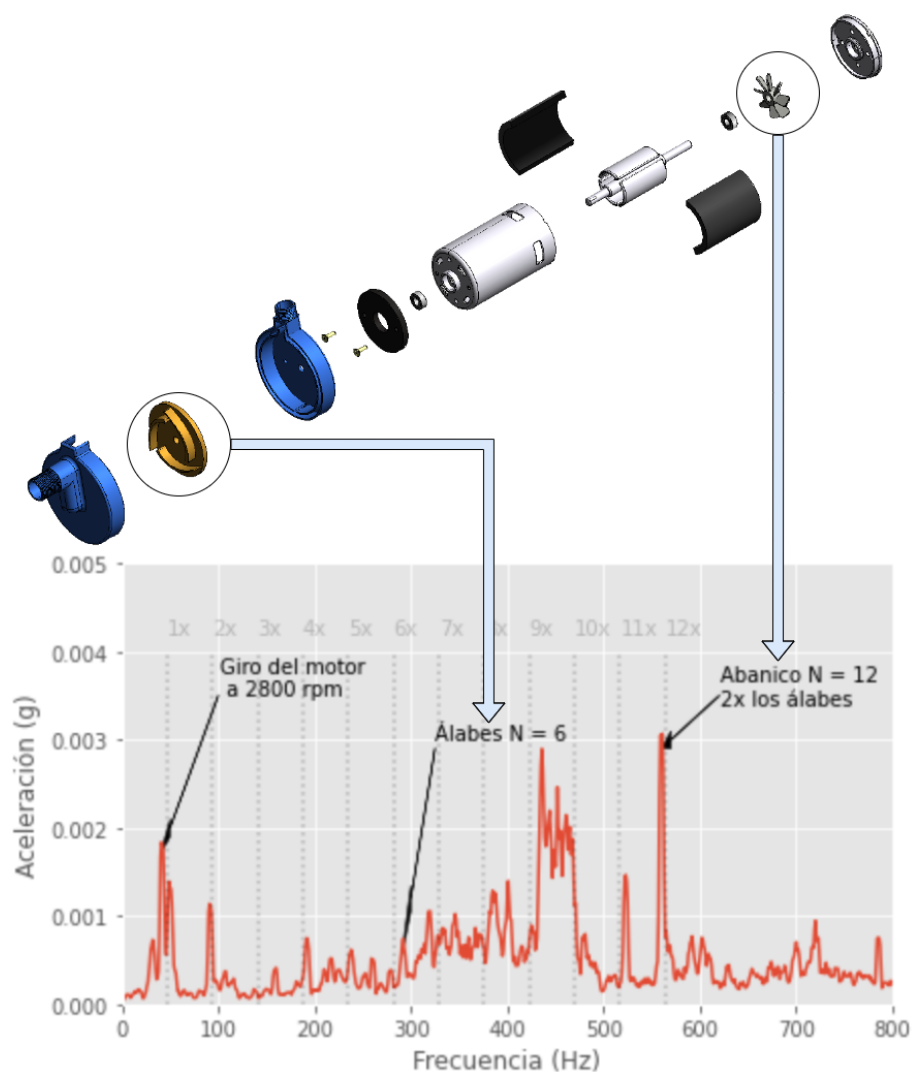 0.005
1x 2x 3x 4x 5x 6x 7x 9x 10x 11x 12x
0.004
Giro del motor
a 2800 rpm
Abanico N = 12
2x los álabes
Álabes N = 6
0.003
0.002
0.001
0.000
Aceleración (g)
0 100 200 300 400 500 600 700 800
Frecuencia (Hz)